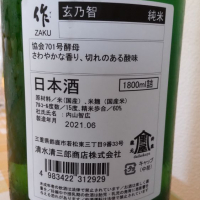 作 玄乃智 純米
ZAKU
協会701号酵母
さわやかな香り、切れのある酸味
日本酒 1800ml詰
原材料名/米(国産)、米麹(国産米)
アルコール度/15度、精米歩合/60%
杜氏名:内山智広
製造年月 2021.06
三重県鈴鹿市若松東三丁目9番33号
清水清三郎商店株式会社
4 983422 312929
キャップ